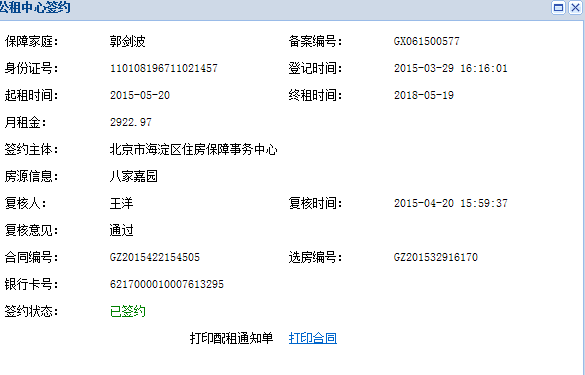 公租中心签约
保障家庭： 郭剑波 备案编号： GX061500577
身份证号： 110108196711021457 登记时间： 2015-03-29 16:16:01
起租时间： 2015-05-20 终租时间： 2018-05-19
月租金： 2922.97
签约主体： 北京市海淀区住房保障事务中心
房源信息： 八家嘉园
复核人： 王洋 复核时间： 2015-04-20 15:59:37
复核意见： 通过
合同编号： GZ2015422154505 选房编号： GZ201532916170
银行卡号： 6217000010007613295
签约状态： 已签约
打印配租通知单 打印合同